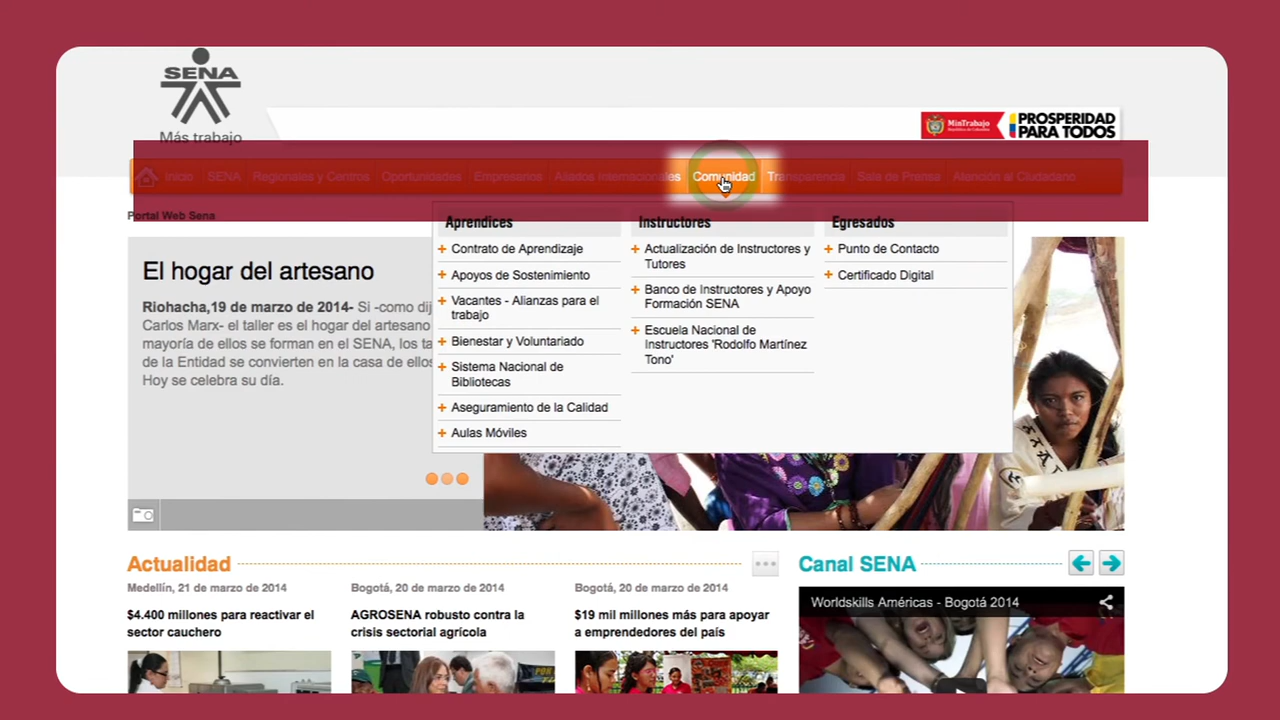 SENA
Más trabajo
MinTrabajo
República de Colombia
PROSPERIDAD
PARA TODOS
Inicio SENA Regionales y Centros Oportunidades Empresarios Aliados Internacionales Comunidad Transparencia Sala de Prensa Atención al Ciudadano
Portal Web Sena
Aprendices
+ Contrato de Aprendizaje
+ Apoyos de Sostenimiento
+ Vacantes - Alianzas para el
trabajo
+ Bienestar y Voluntariado
+ Sistema Nacional de
Bibliotecas
+ Aseguramiento de la Calidad
+ Aulas Móviles
Instructores
+ Actualización de Instructores y
Tutores
+ Banco de Instructores y Apoyo
Formación SENA
+ Escuela Nacional de
Instructores 'Rodolfo Martínez
Tono'
Egresados
+ Punto de Contacto
+ Certificado Digital
El hogar del artesano
Riohacha,19 de marzo de 2014- Si -como dij
Carlos Marx- el taller es el hogar del artesano
mayoría de ellos se forman en el SENA, los ta
de la Entidad se convierten en la casa de ellos
Hoy se celebra su día.
Actualidad
Medellín, 21 de marzo de 2014
$4.400 millones para reactivar el
sector cauchero
Bogotá, 20 de marzo de 2014
AGROSENA robusto contra la
crisis sectorial agrícola
Bogotá, 20 de marzo de 2014
$19 mil millones más para apoyar
a emprendedores del país
Canal SENA
Worldskills Américas - Bogotá 2014